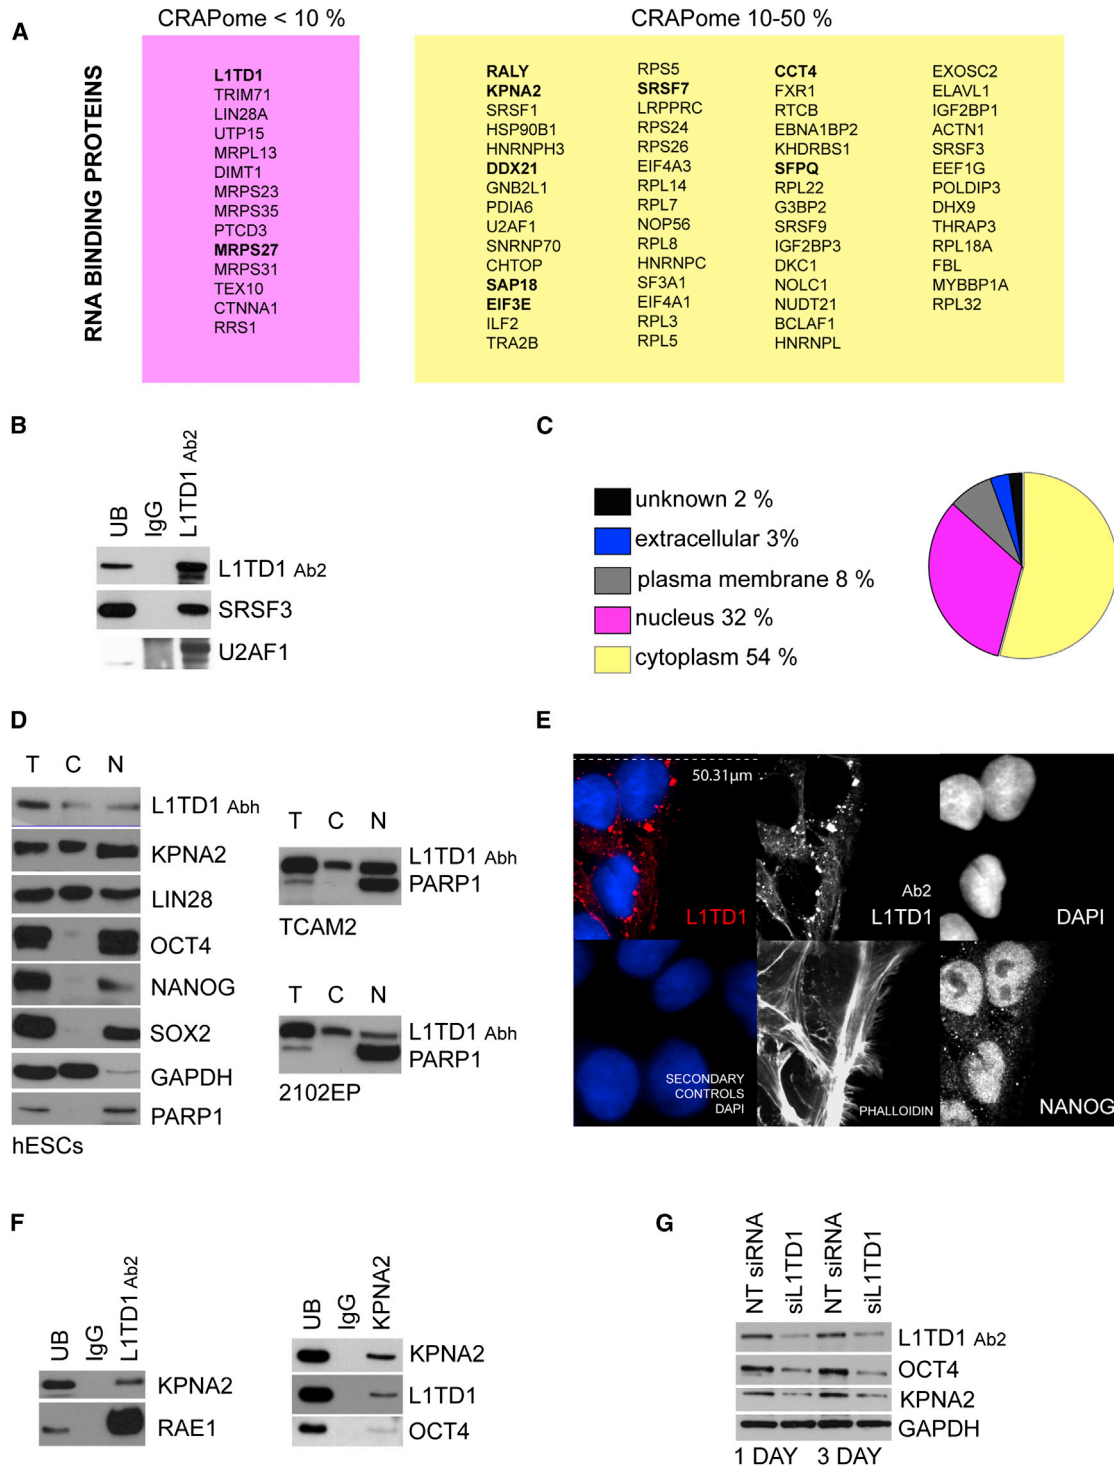 A
CRAPome < 10 %
CRAPome 10-50 %
RNA BINDING PROTEINS
L1TD1
TRIM71
LIN28A
UTP15
MRPL13
DIMT1
MRPS23
MRPS35
PTCD3
MRPS27
MRPS31
TEX10
CTNNA1
RRS1
RALY
KPNA2
SRSF1
HSP90B1
HNRNPH3
DDX21
GNB2L1
PDIA6
U2AF1
SNRNP70
CHTOP
SAP18
EIF3E
ILF2
TRA2B
RPS5
SRSF7
LRPPRC
RPS24
RPS26
EIF4A3
RPL14
RPL7
NOP56
RPL8
HNRNPC
SF3A1
EIF4A1
RPL3
RPL5
CCT4
FXR1
RTCB
EBNA1BP2
KHDRBS1
SFPQ
RPL22
G3BP2
SRSF9
IGF2BP3
DKC1
NOLC1
NUDT21
BCLAF1
HNRNPL
EXOSC2
ELAVL1
IGF2BP1
ACTN1
SRSF3
EEF1G
POLDIP3
DHX9
THRAP3
RPL18A
FBL
MYBBP1A
RPL32
B
UB
IgG
L1TD1 Ab2
L1TD1 Ab2
SRSF3
U2AF1
C
unknown 2 %
extracellular 3%
plasma membrane 8 %
nucleus 32 %
cytoplasm 54 %
D
T C N
L1TD1 Abh
KPNA2
LIN28
OCT4
NANOG
SOX2
GAPDH
PARP1
hESCs
T C N
L1TD1 Abh
PARP1
TCAM2
T C N
L1TD1 Abh
PARP1
2102EP
E
50.31µm
L1TD1
Ab2
L1TD1
DAPI
SECONDARY
CONTROLS
DAPI
PHALLOIDIN
NANOG
F
UB
IgG
L1TD1 Ab2
KPNA2
RAE1
UB
IgG
KPNA2
KPNA2
L1TD1
OCT4
G
NT siRNA
siL1TD1
NT siRNA
siL1TD1
L1TD1 Ab2
OCT4
KPNA2
GAPDH
1 DAY 3 DAY